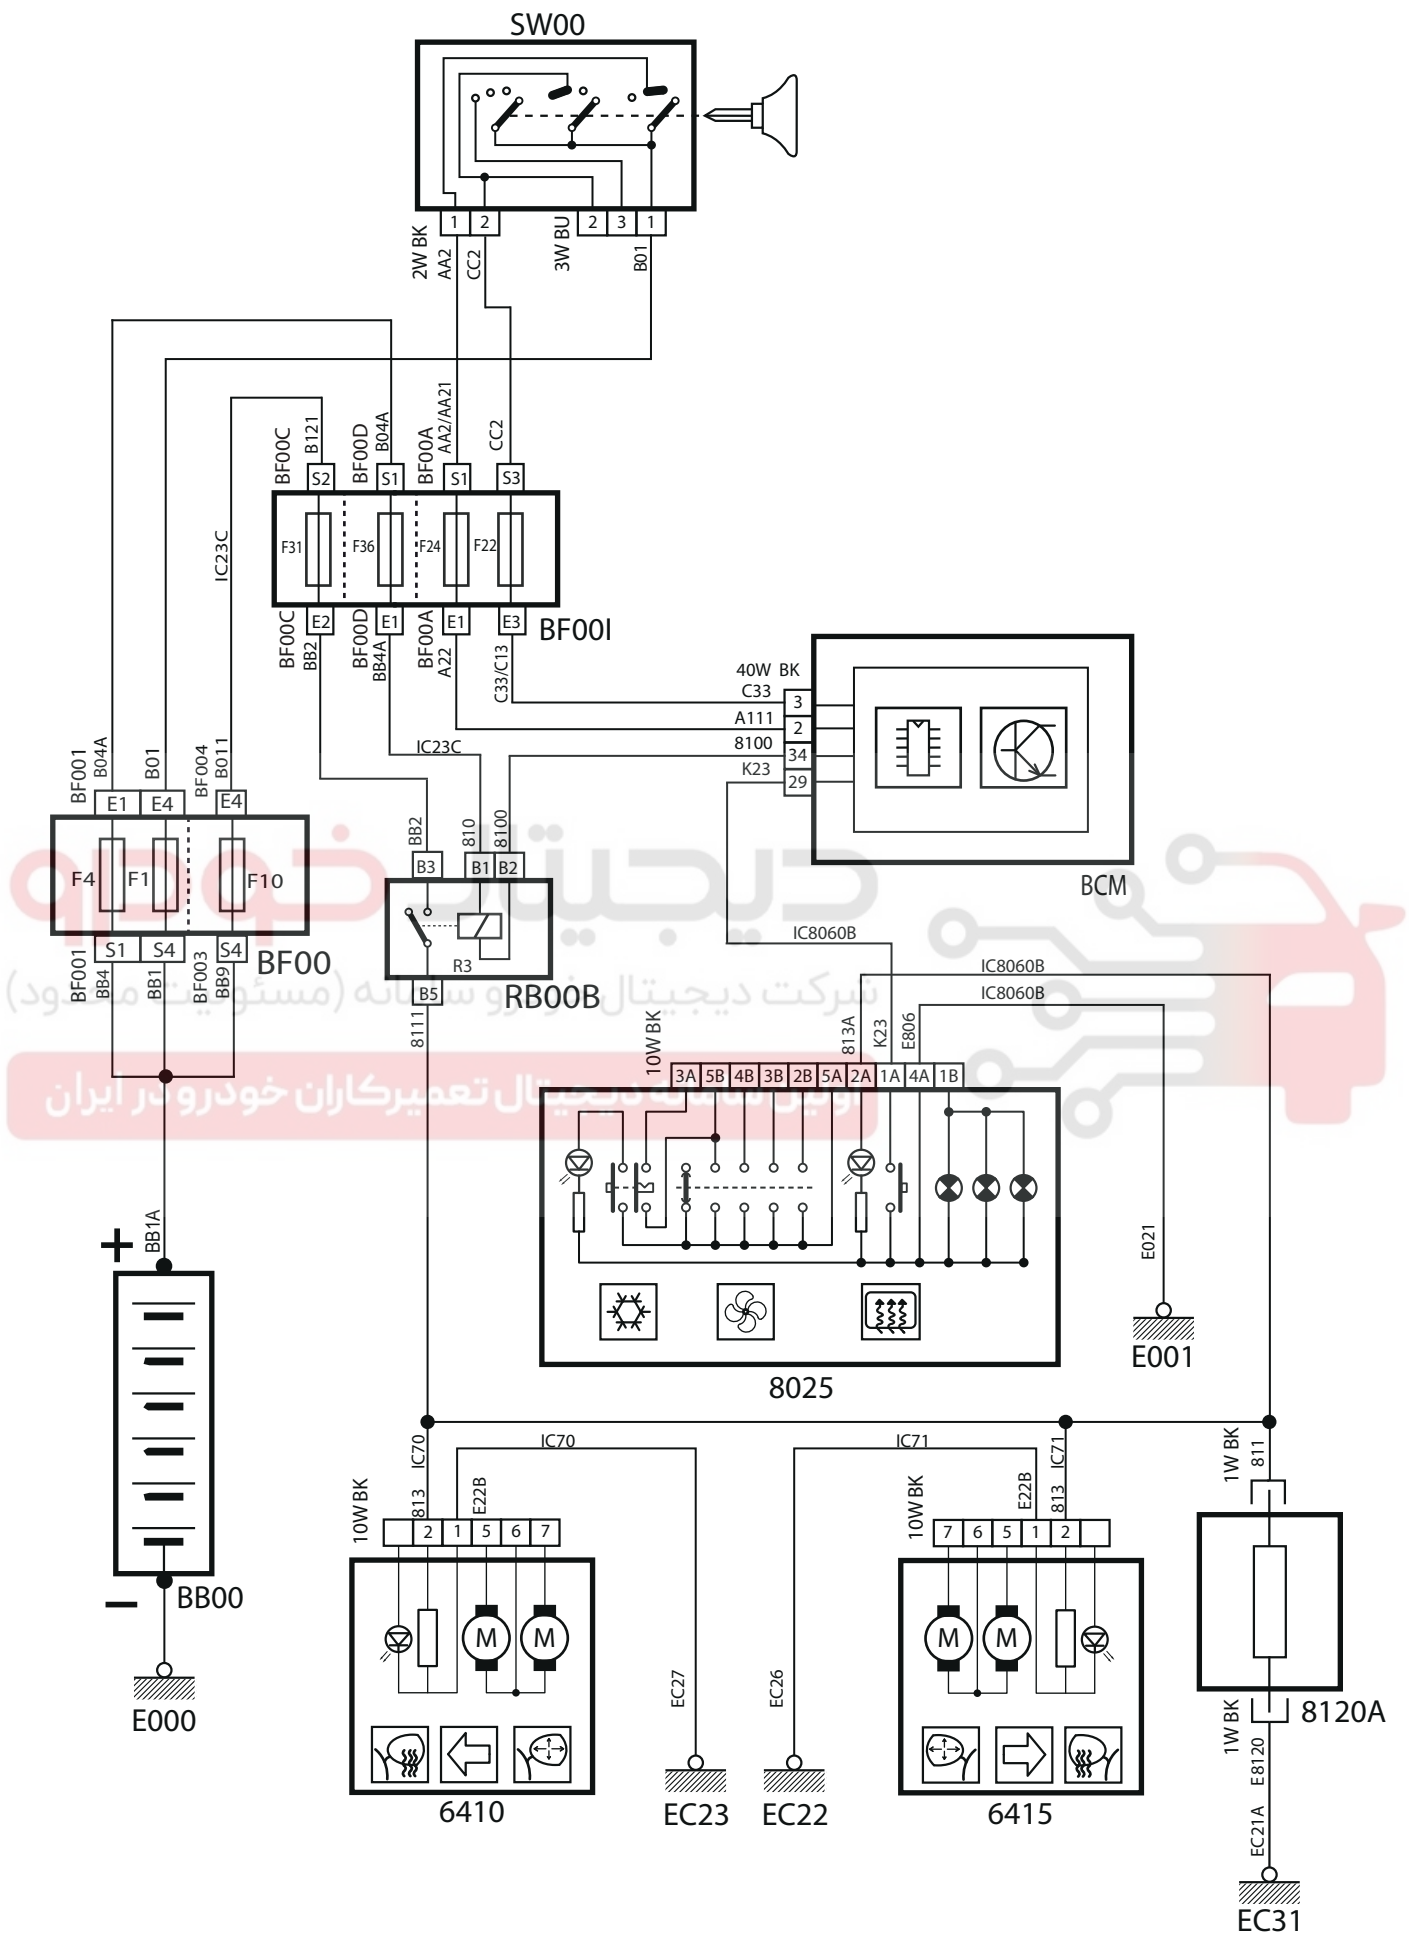 SW00
1 2 2 3 1
2W BK AA2 CC2 3W BU B01
BF00C B121 BF00D B04A BF00A AA2/AA21 CC2
S2 S1 S1 S3
F31 F36 F24 F22
IC23C
E2 E1 E1 E3
BF00I
BF00C BB2 BF00D BB4A BF00A A22 C33/C13
40W BK
C33 3
A111 2
8100 34
K23 29
IC23C
BCM
BF001 B04A B01 BF004 B011
E1 E4 E4
F4 F1 F10
S1 S4 S4
BF00
BF001 BB4 BB1 BF003 BB9
BB2 810 8100
B3 B1 B2
R3
B5
RB00B
8111
دیجیتال خودرو
شرکت دیجیتال خودرو سامانه (مسئولیت محدود)
اولین سامانه دیجیتال تعمیرکاران خودرو در ایران
IC8060B
IC8060B
IC8060B
10W BK 813A K23 E806
3A 5B 4B 3B 2B 5A 2A 1A 4A 1B
8025
E021
E001
+
BB1A
−
BB00
E000
IC70 IC70
10W BK 813 E22B
2 1 5 6 7
M M
6410
EC27
EC23
IC71 IC71
10W BK E22B 813
7 6 5 1 2
M M
6415
EC26
EC22
1W BK 811
8120A
1W BK E8120
EC21A
EC31